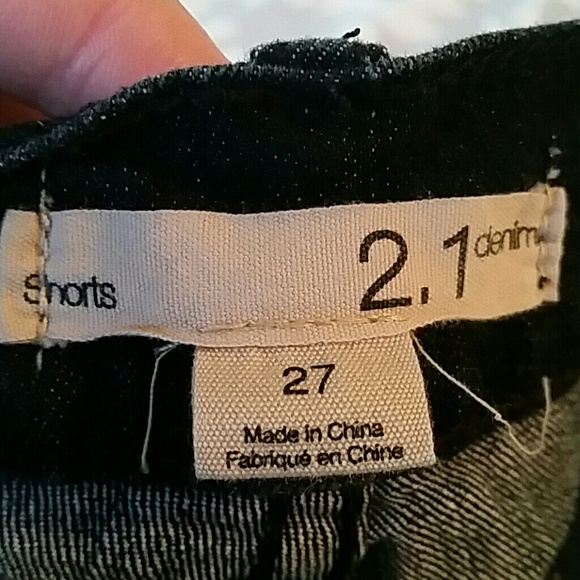 Shorts 2.1 denim
27
Made in China
Fabriqué en Chine